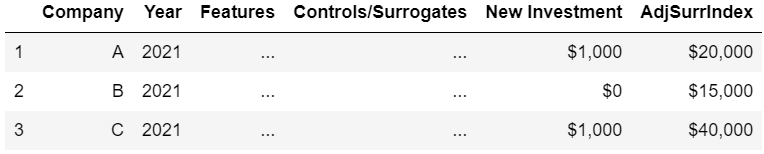 Company Year Features Controls/Surrogates New Investment AdjSurrIndex
1 A 2021 ... ... $1,000 $20,000
2 B 2021 ... ... $0 $15,000
3 C 2021 ... ... $1,000 $40,000